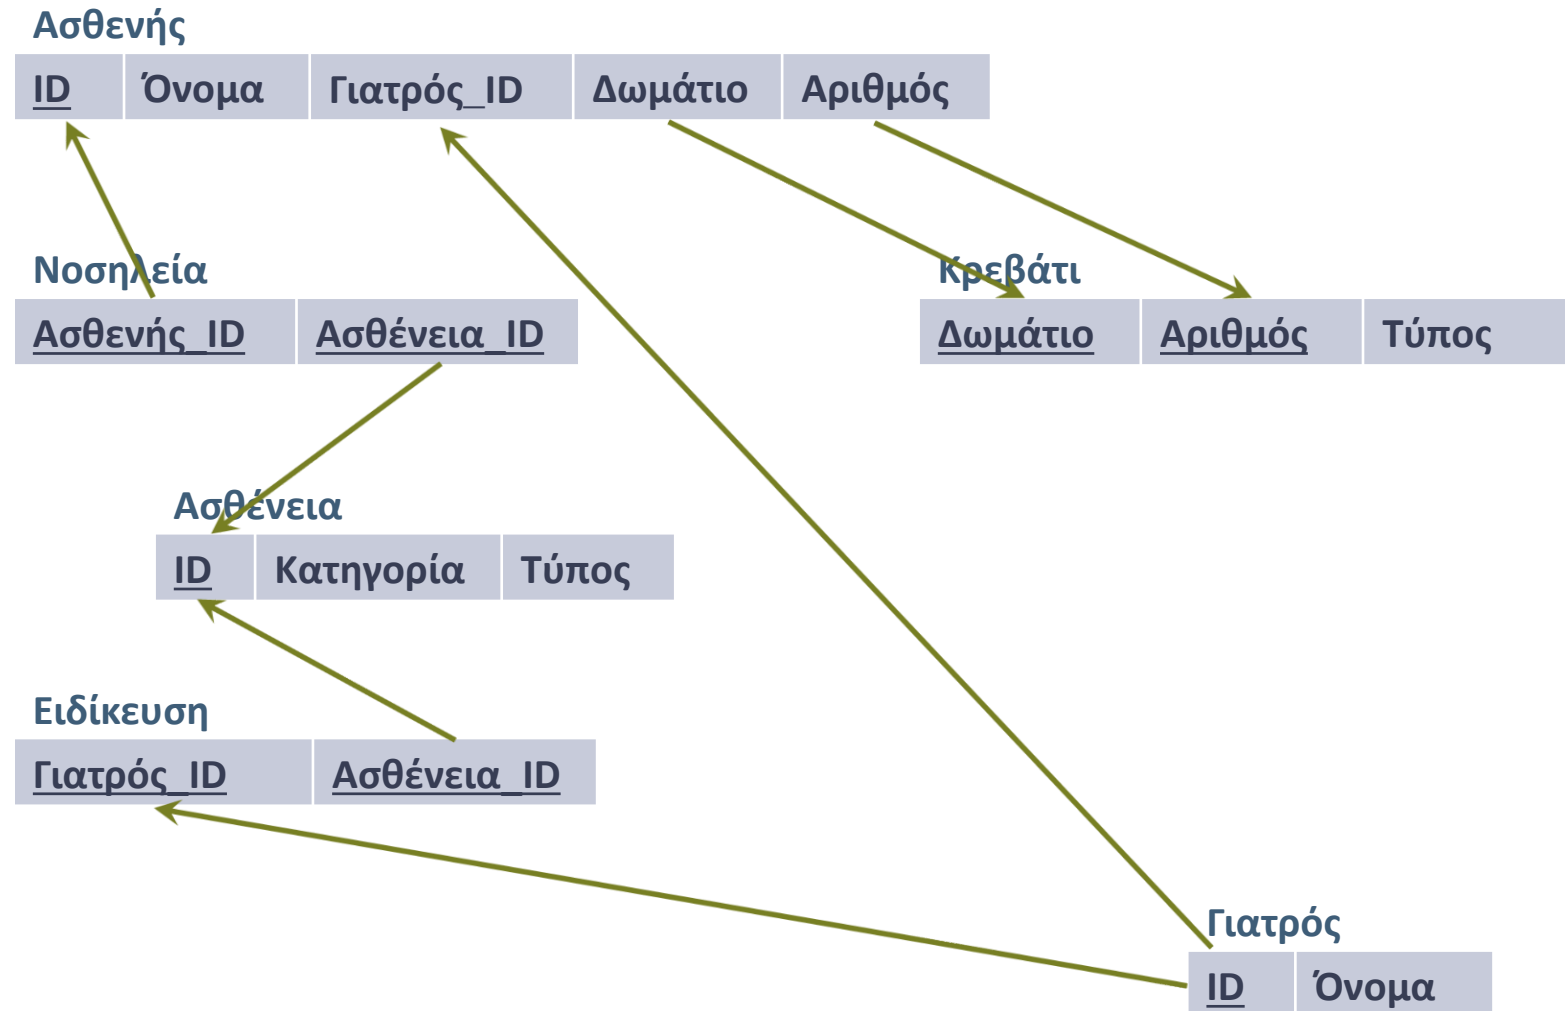 Ασθενής
ID Όνομα Γιατρός_ID Δωμάτιο Αριθμός
Νοσηλεία
Ασθενής_ID Ασθένεια_ID
Κρεβάτι
Δωμάτιο Αριθμός Τύπος
Ασθένεια
ID Κατηγορία Τύπος
Ειδίκευση
Γιατρός_ID Ασθένεια_ID
Γιατρός
ID Όνομα